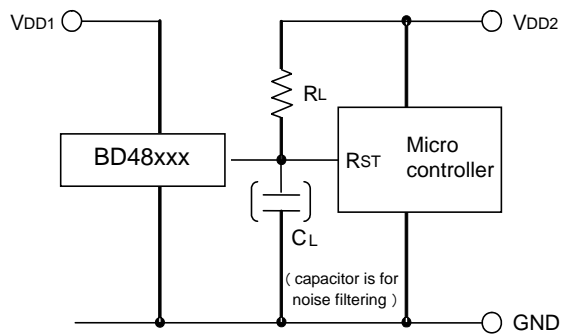 VDD1
VDD2
RL
BD48xxx
RST
Micro
controller
CL
( capacitor is for
noise filtering )
GND